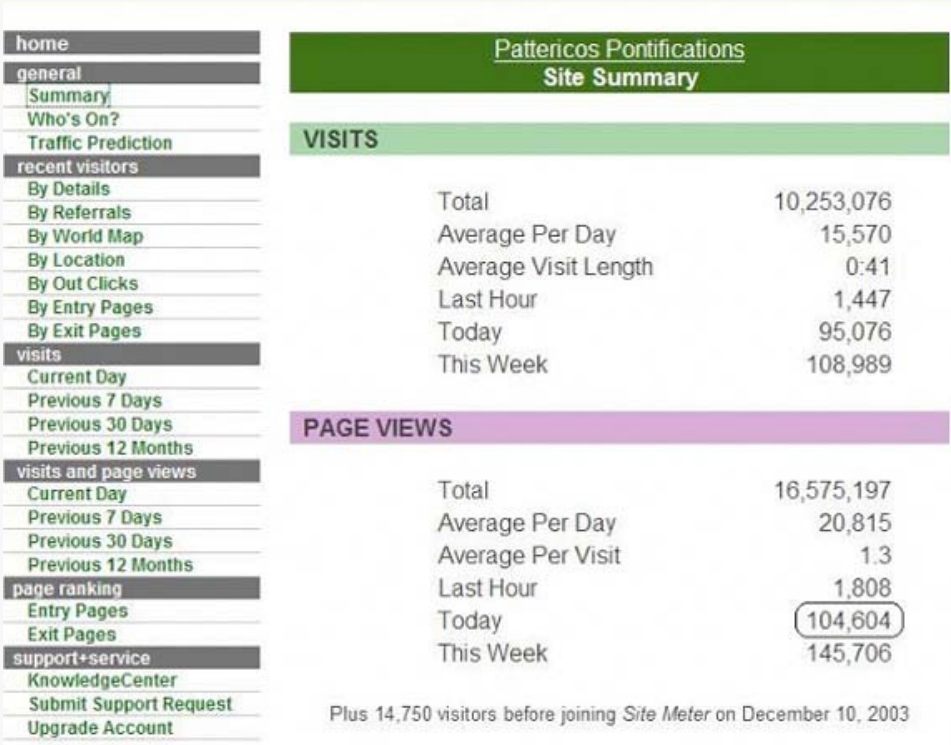 home
general
Summary
Who's On?
Traffic Prediction
recent visitors
By Details
By Referrals
By World Map
By Location
By Out Clicks
By Entry Pages
By Exit Pages
visits
Current Day
Previous 7 Days
Previous 30 Days
Previous 12 Months
visits and page views
Current Day
Previous 7 Days
Previous 30 Days
Previous 12 Months
page ranking
Entry Pages
Exit Pages
support+service
KnowledgeCenter
Submit Support Request
Upgrade Account
Pattericos Pontifications
Site Summary
VISITS
Total 10,253,076
Average Per Day 15,570
Average Visit Length 0:41
Last Hour 1,447
Today 95,076
This Week 108,989
PAGE VIEWS
Total 16,575,197
Average Per Day 20,815
Average Per Visit 1.3
Last Hour 1,808
Today 104,604
This Week 145,706
Plus 14,750 visitors before joining Site Meter on December 10, 2003